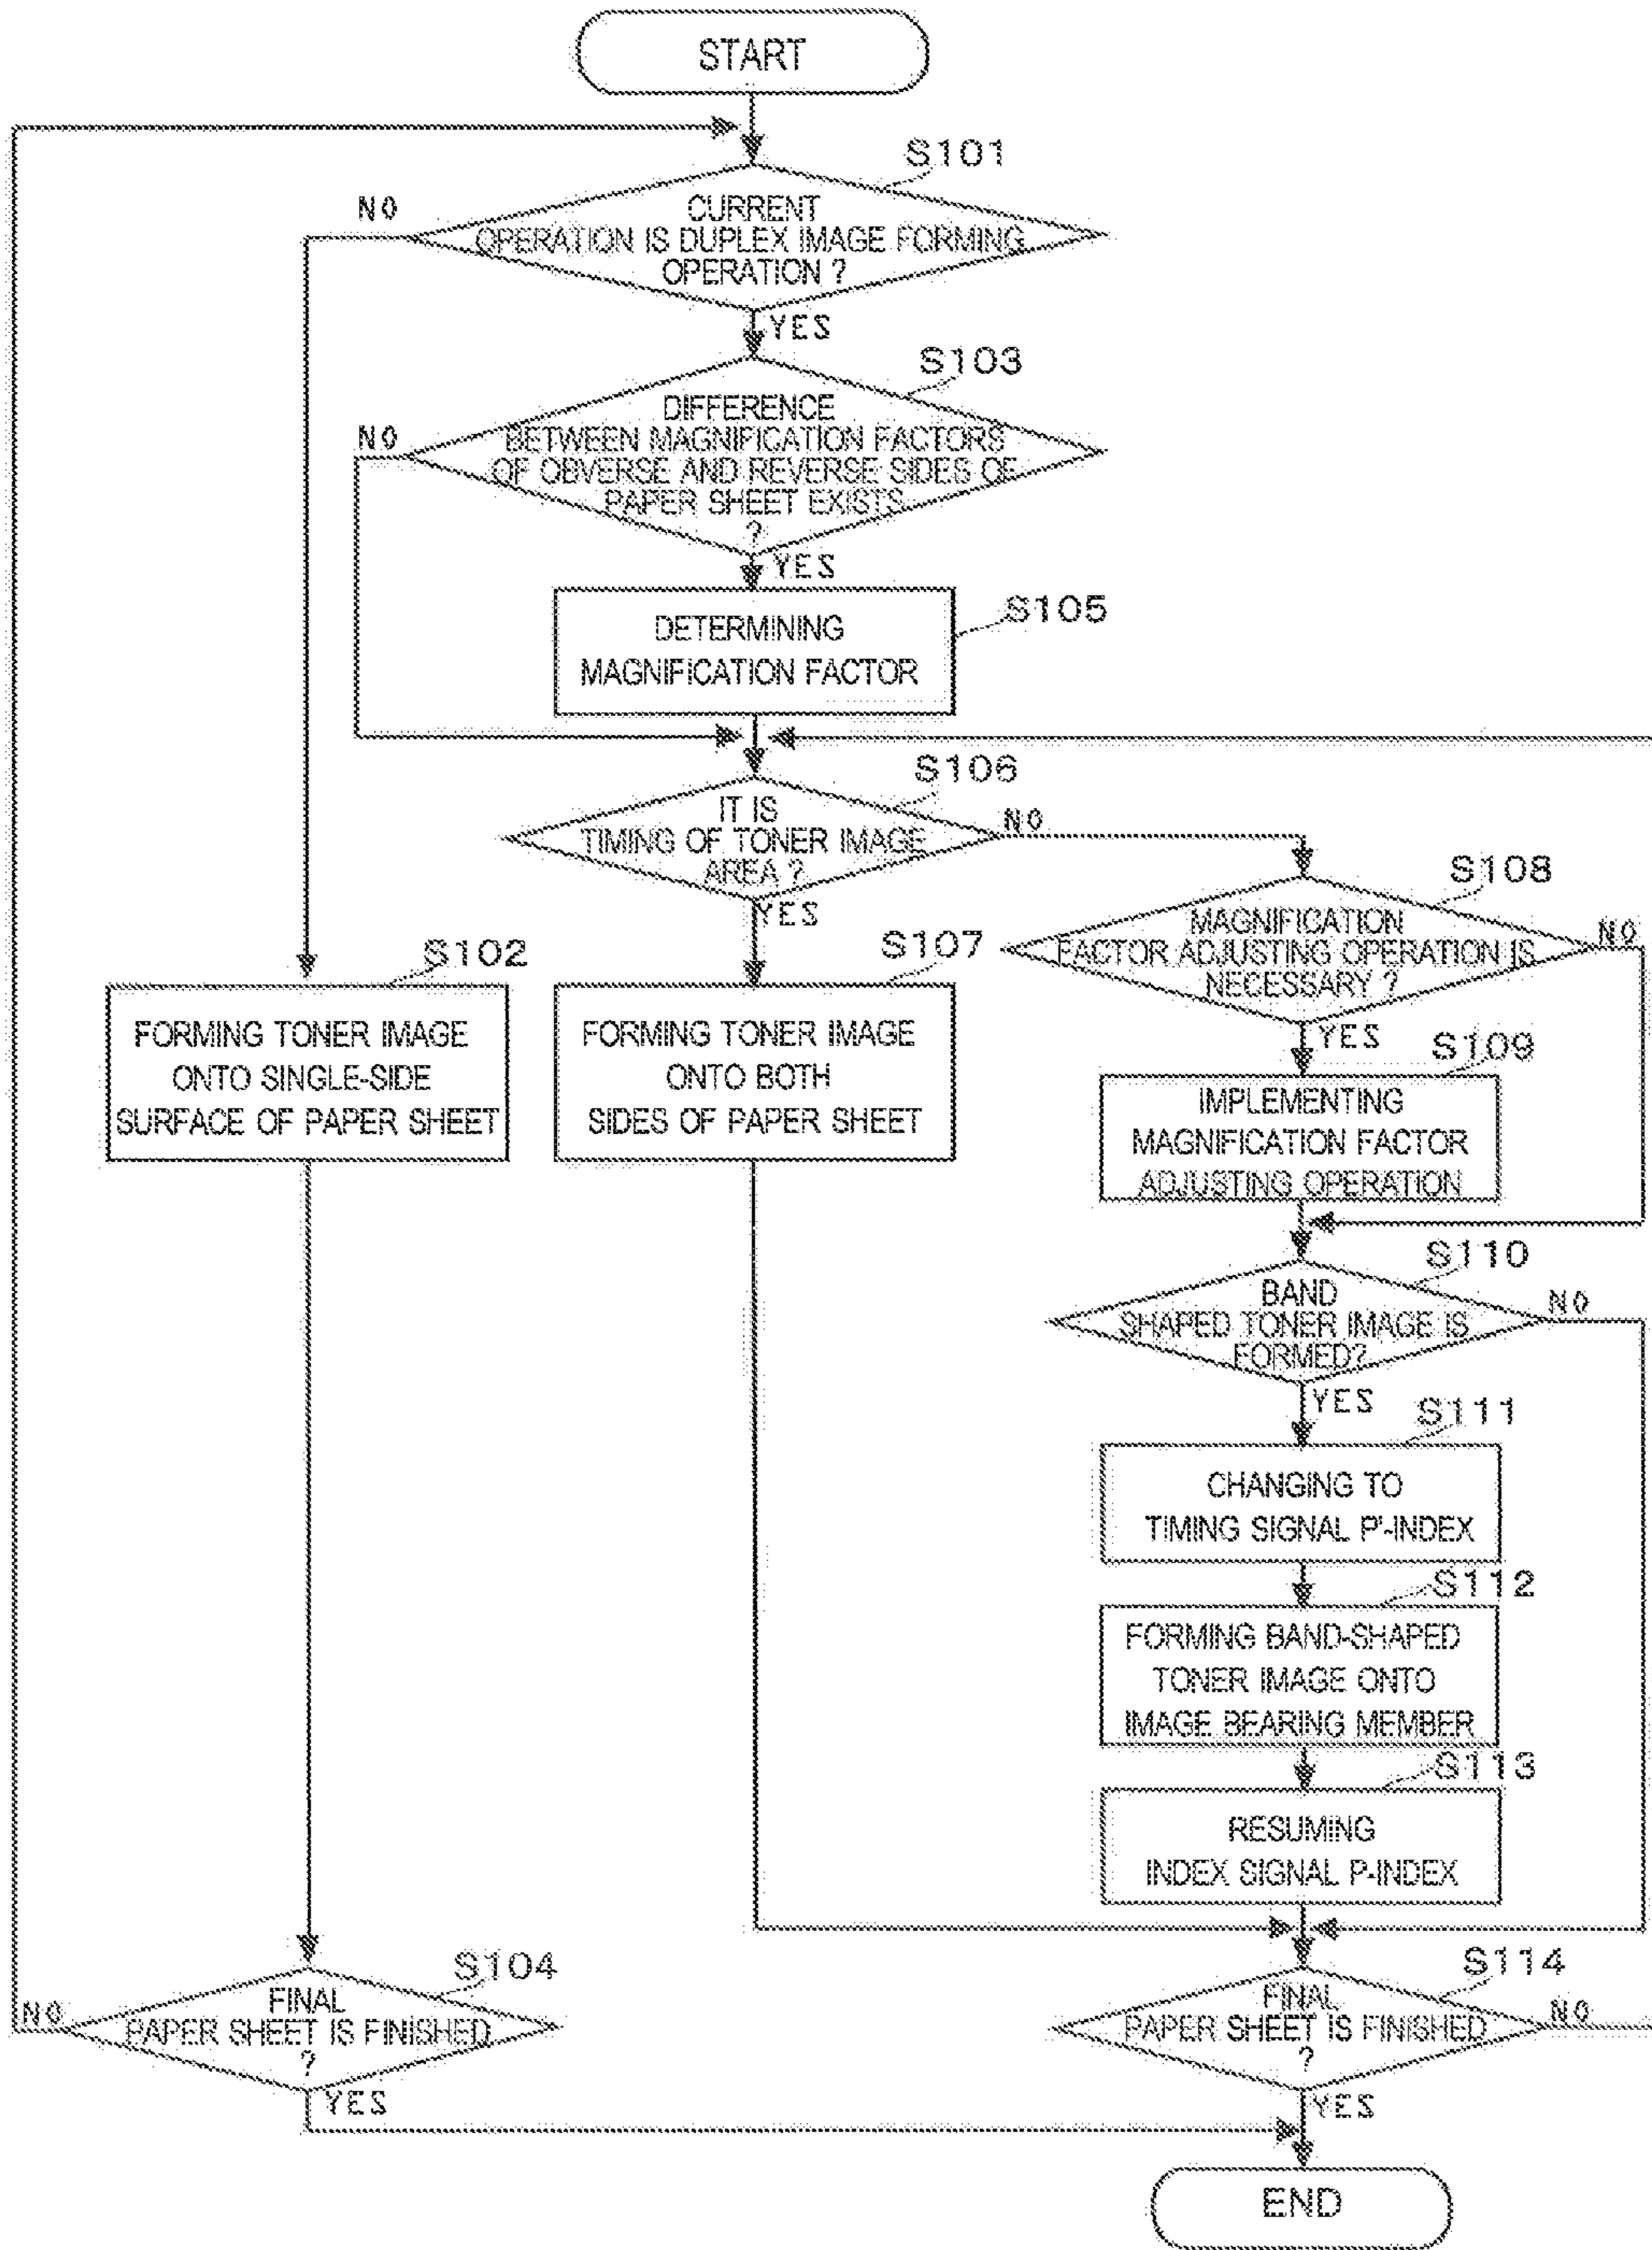 START
S101
NO
CURRENT
OPERATION IS DUPLEX IMAGE FORMING
OPERATION ?
YES
S103
NO
DIFFERENCE
BETWEEN MAGNIFICATION FACTORS
OF OBVERSE AND REVERSE SIDES OF
PAPER SHEET EXISTS
?
YES
S105
DETERMINING
MAGNIFICATION FACTOR
S106
IT IS
TIMING OF TONER IMAGE
AREA ?
NO
YES
S108
MAGNIFICATION
FACTOR ADJUSTING OPERATION IS
NECESSARY ?
NO
YES
S102
FORMING TONER IMAGE
ONTO SINGLE-SIDE
SURFACE OF PAPER SHEET
S107
FORMING TONER IMAGE
ONTO BOTH
SIDES OF PAPER SHEET
S109
IMPLEMENTING
MAGNIFICATION FACTOR
ADJUSTING OPERATION
S110
BAND
SHAPED TONER IMAGE IS
FORMED?
NO
YES
S111
CHANGING TO
TIMING SIGNAL P'-INDEX
S112
FORMING BAND-SHAPED
TONER IMAGE ONTO
IMAGE BEARING MEMBER
S113
RESUMING
INDEX SIGNAL P-INDEX
S104
FINAL
PAPER SHEET IS FINISHED
?
NO
YES
S114
FINAL
PAPER SHEET IS FINISHED
?
NO
YES
END